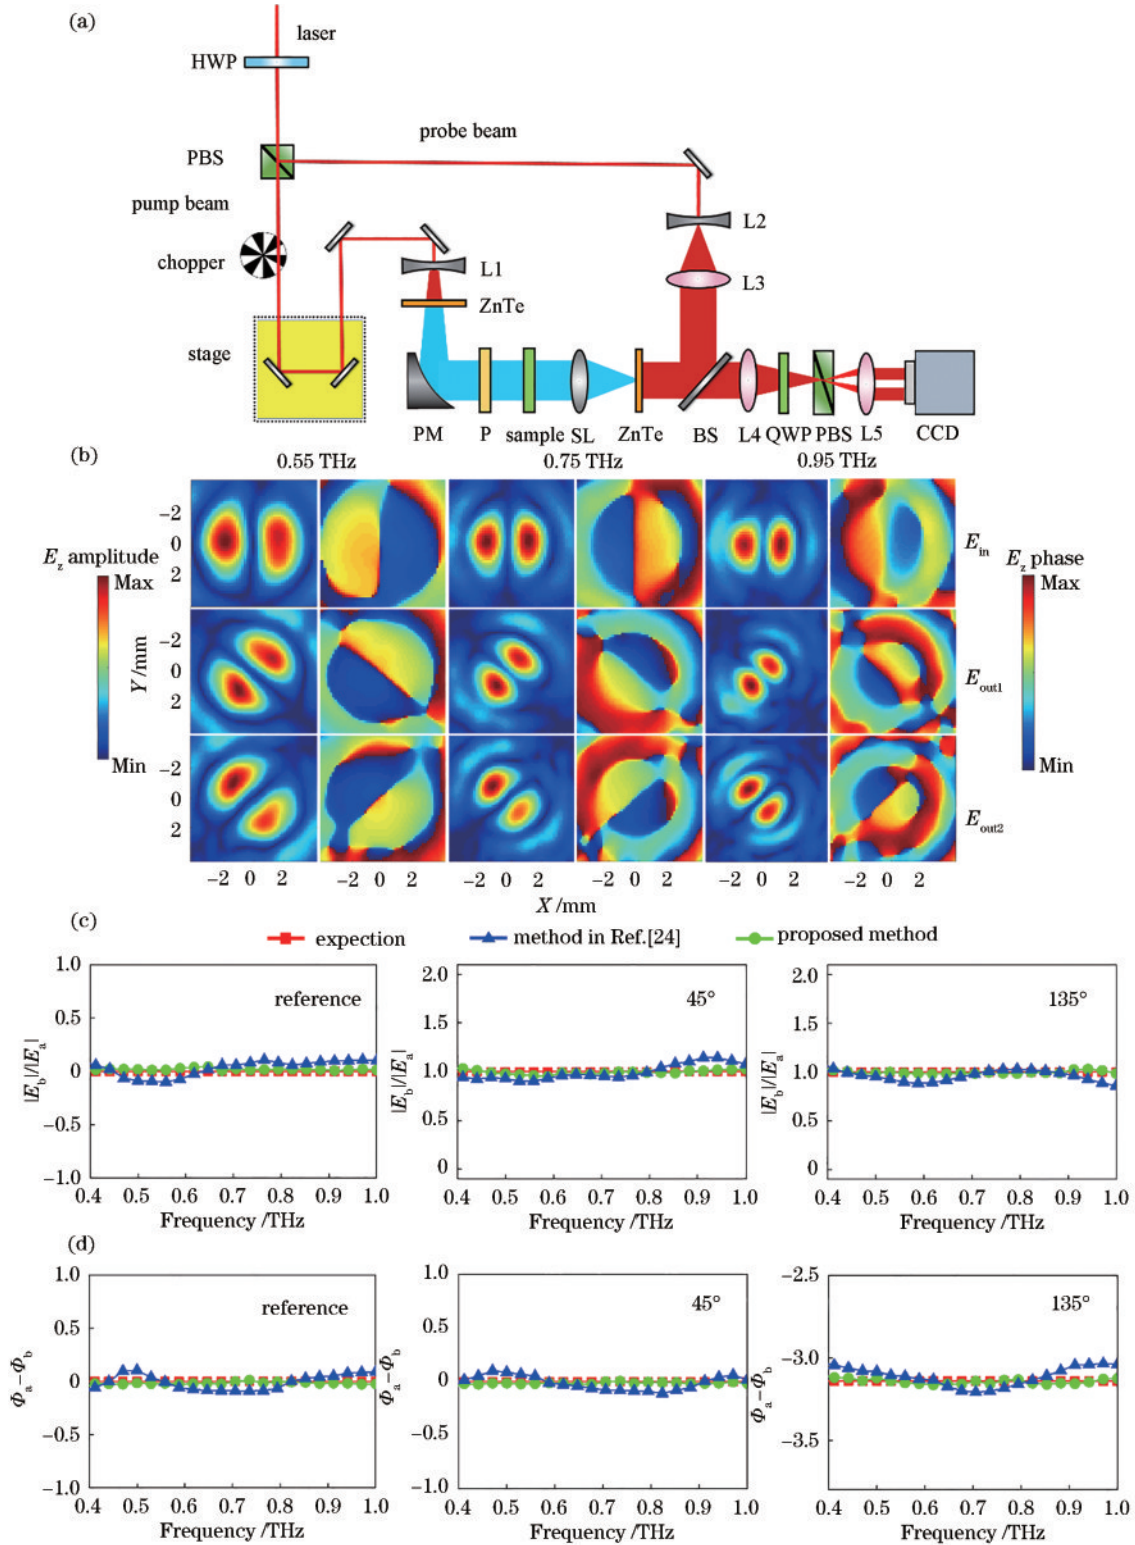 (a)
laser
HWP
probe beam
PBS
pump beam
L2
chopper
L1
L3
ZnTe
stage
PM P sample SL ZnTe BS L4 QWP PBS L5 CCD
(b)
0.55 THz 0.75 THz 0.95 THz
−2
0
2
E_in
E_z amplitude
Max
Min
E_z phase
Max
Min
Y /mm
−2
0
2
E_out1
−2
0
2
E_out2
−2 0 2 −2 0 2 −2 0 2 −2 0 2 −2 0 2 −2 0 2
X /mm
(c)
expection method in Ref.[24] proposed method
reference
|E_b|/|E_a|
1.0
0.5
0
−0.5
−1.0
0.4 0.5 0.6 0.7 0.8 0.9 1.0
Frequency /THz
45°
|E_b|/|E_a|
2.0
1.5
1.0
0.5
0
0.4 0.5 0.6 0.7 0.8 0.9 1.0
Frequency /THz
135°
|E_b|/|E_a|
2.0
1.5
1.0
0.5
0
0.4 0.5 0.6 0.7 0.8 0.9 1.0
Frequency /THz
(d)
reference
Φ_a−Φ_b
1.0
0.5
0
−0.5
−1.0
0.4 0.5 0.6 0.7 0.8 0.9 1.0
Frequency /THz
45°
Φ_a−Φ_b
1.0
0.5
0
−0.5
−1.0
0.4 0.5 0.6 0.7 0.8 0.9 1.0
Frequency /THz
135°
Φ_a−Φ_b
−2.5
−3.0
−3.5
0.4 0.5 0.6 0.7 0.8 0.9 1.0
Frequency /THz